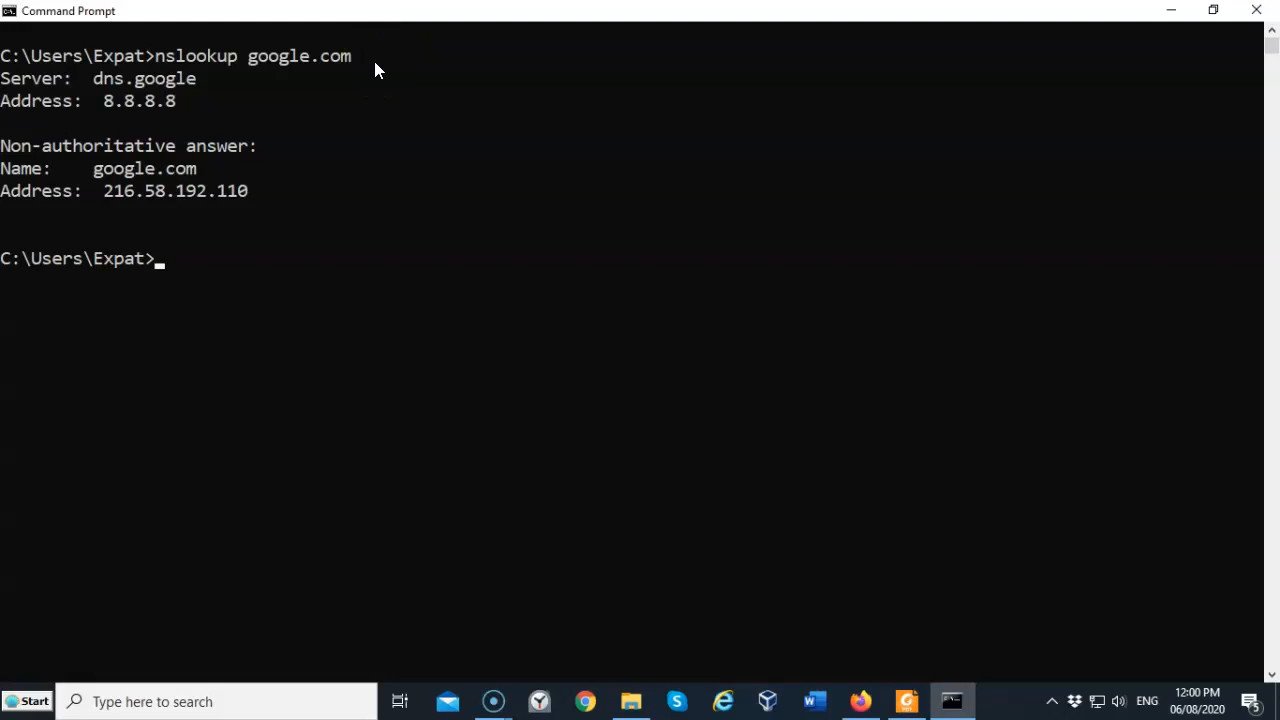 Command Prompt
C:\Users\Expat>nslookup google.com
Server:  dns.google
Address:  8.8.8.8
Non-authoritative answer:
Name:    google.com
Address:  216.58.192.110
C:\Users\Expat>
Start
Type here to search
ENG
12:00 PM
06/08/2020
5